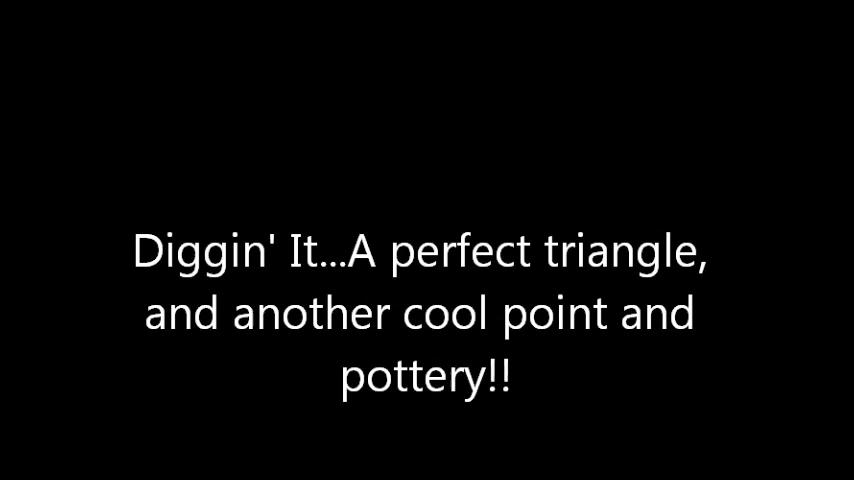 Diggin' It...A perfect triangle,
and another cool point and
pottery!!